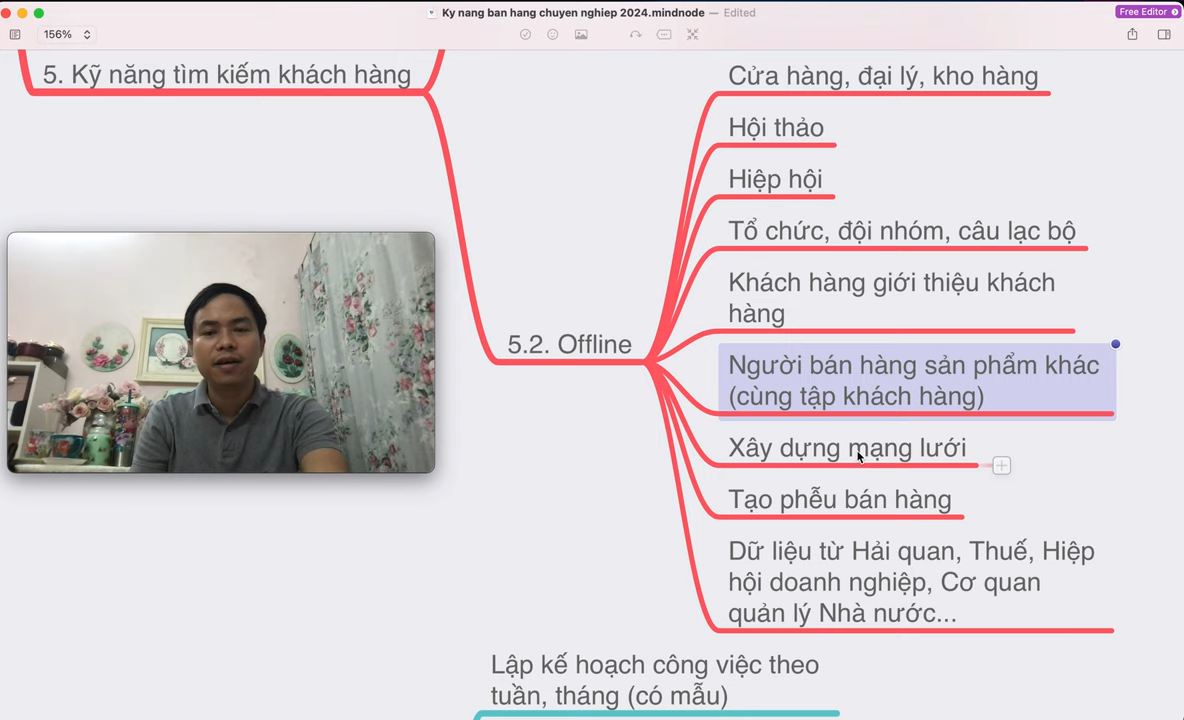 Ky nang ban hang chuyen nghiep 2024.mindnode — Edited
Free Editor
156%
5. Kỹ năng tìm kiếm khách hàng
5.2. Offline
Cửa hàng, đại lý, kho hàng
Hội thảo
Hiệp hội
Tổ chức, đội nhóm, câu lạc bộ
Khách hàng giới thiệu khách
hàng
Người bán hàng sản phẩm khác
(cùng tập khách hàng)
Xây dựng mạng lưới
Tạo phễu bán hàng
Dữ liệu từ Hải quan, Thuế, Hiệp
hội doanh nghiệp, Cơ quan
quản lý Nhà nước...
Lập kế hoạch công việc theo
tuần, tháng (có mẫu)